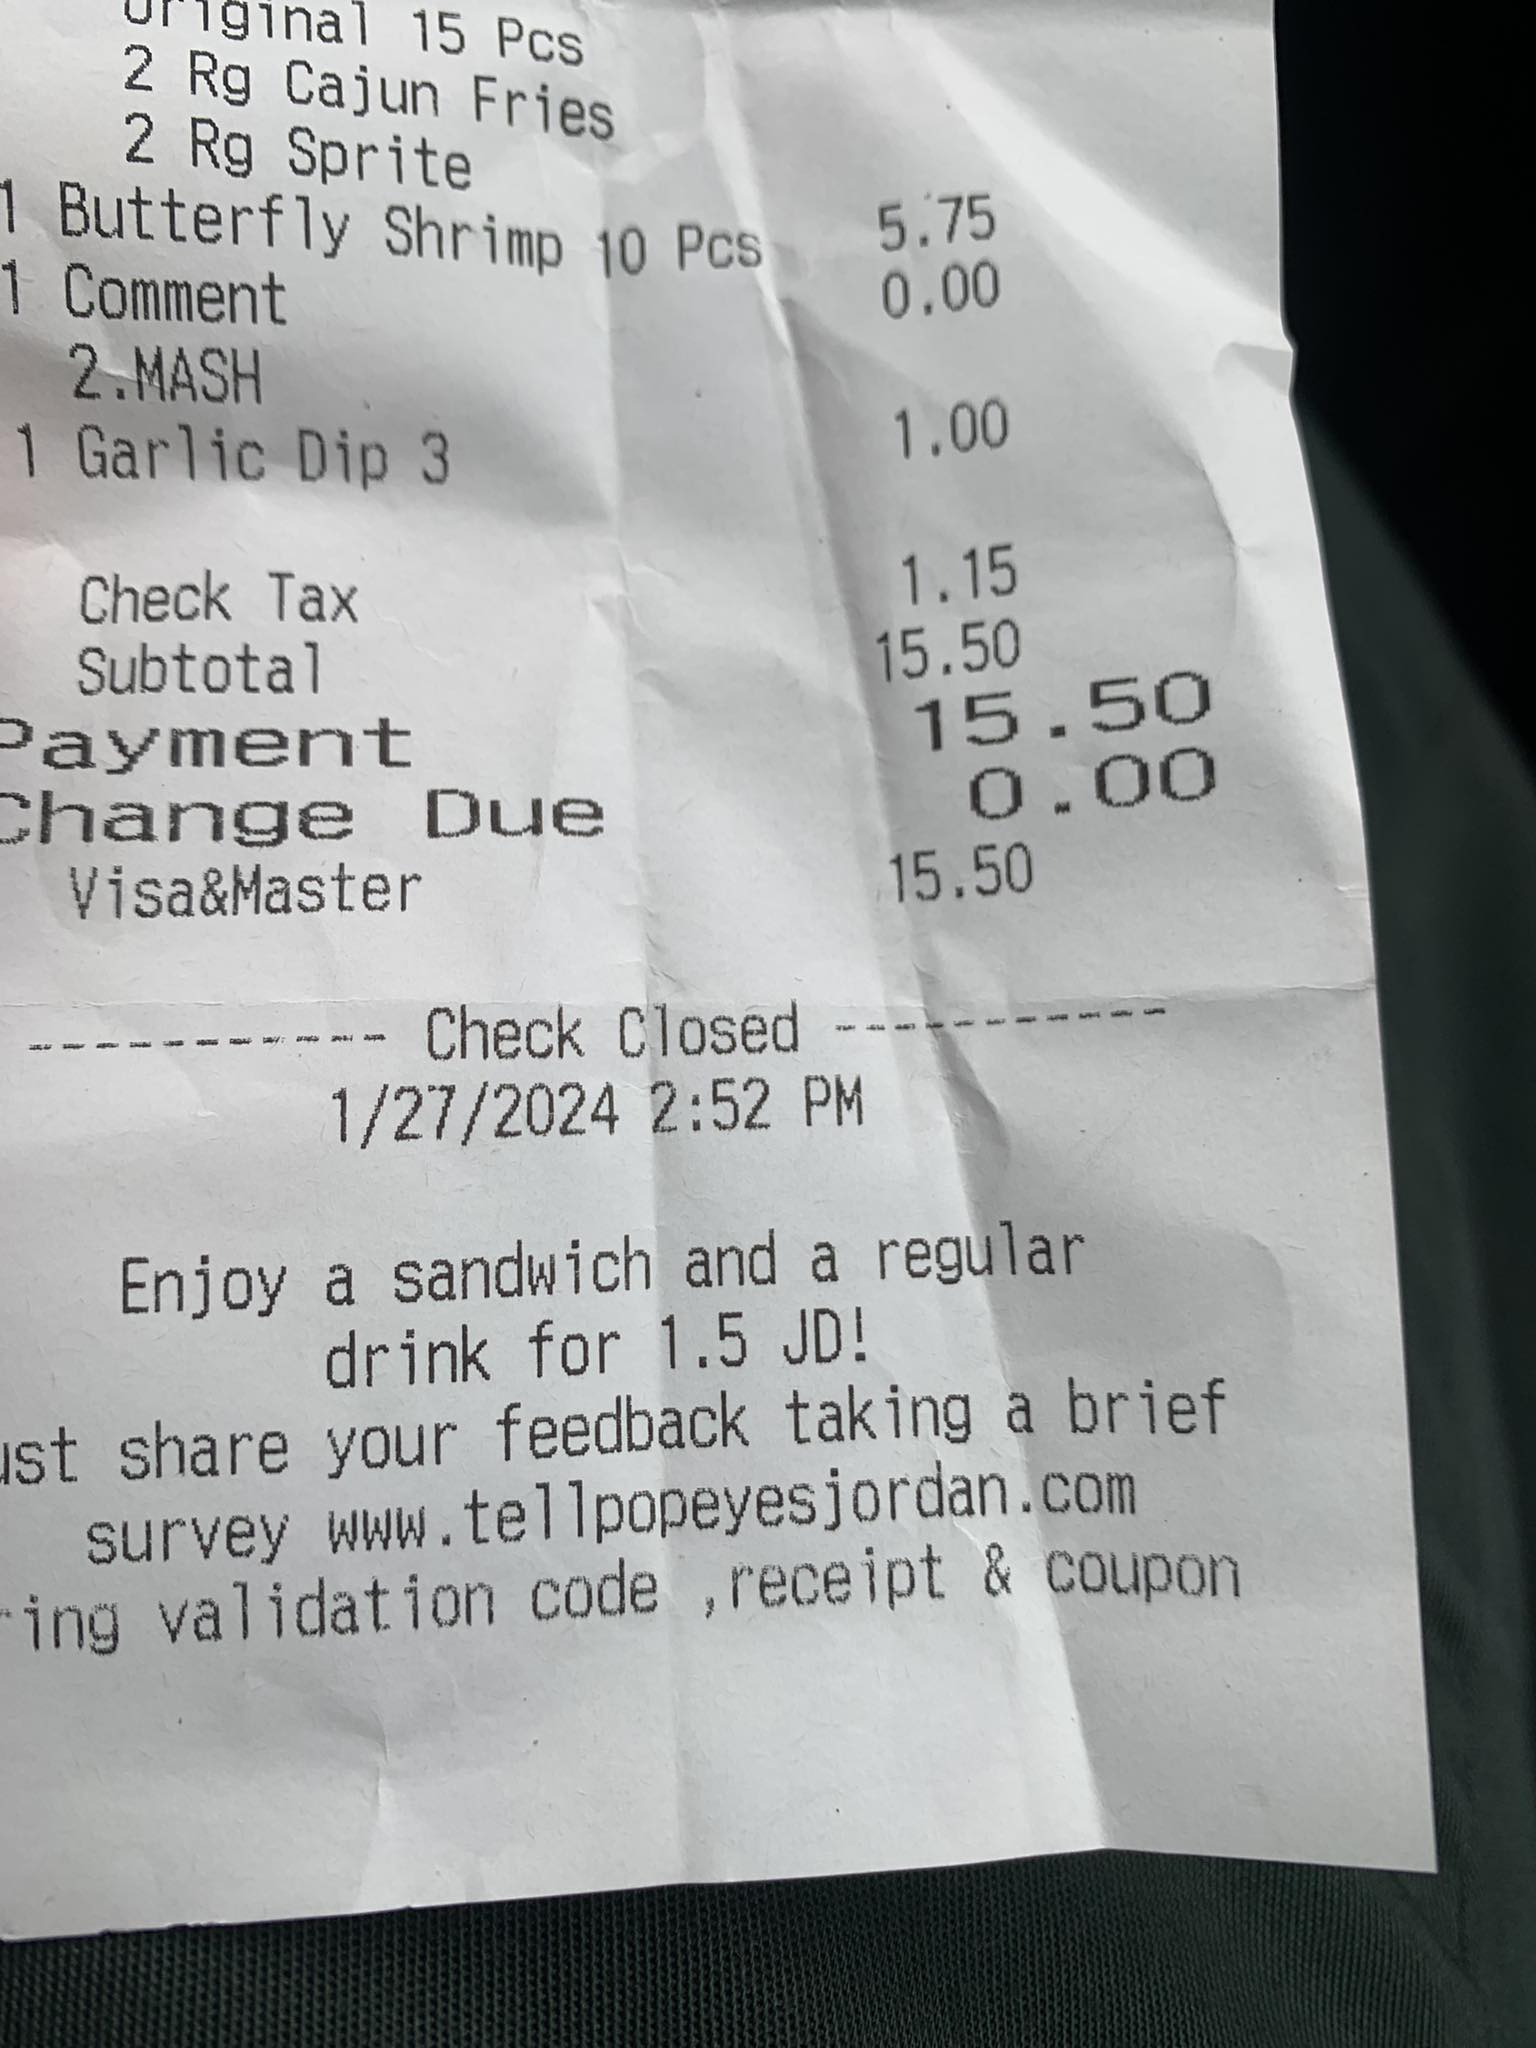 Original 15 Pcs
2 Rg Cajun Fries
2 Rg Sprite
1 Butterfly Shrimp 10 Pcs 5.75
1 Comment 0.00
2.MASH
1 Garlic Dip 3 1.00
Check Tax 1.15
Subtotal 15.50
Payment 15.50
Change Due 0.00
Visa&Master 15.50
----------- Check Closed -----------
1/27/2024 2:52 PM
Enjoy a sandwich and a regular
drink for 1.5 JD!
ust share your feedback taking a brief
survey www.tellpopeyesjordan.com
ring validation code ,receipt & coupon